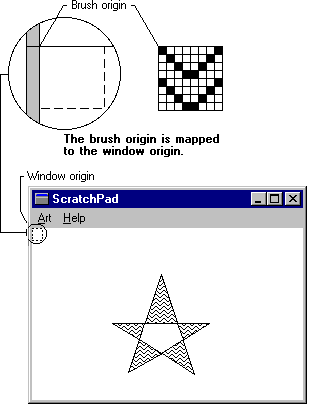 Brush origin
The brush origin is mapped
to the window origin.
Window origin
ScratchPad
Art Help